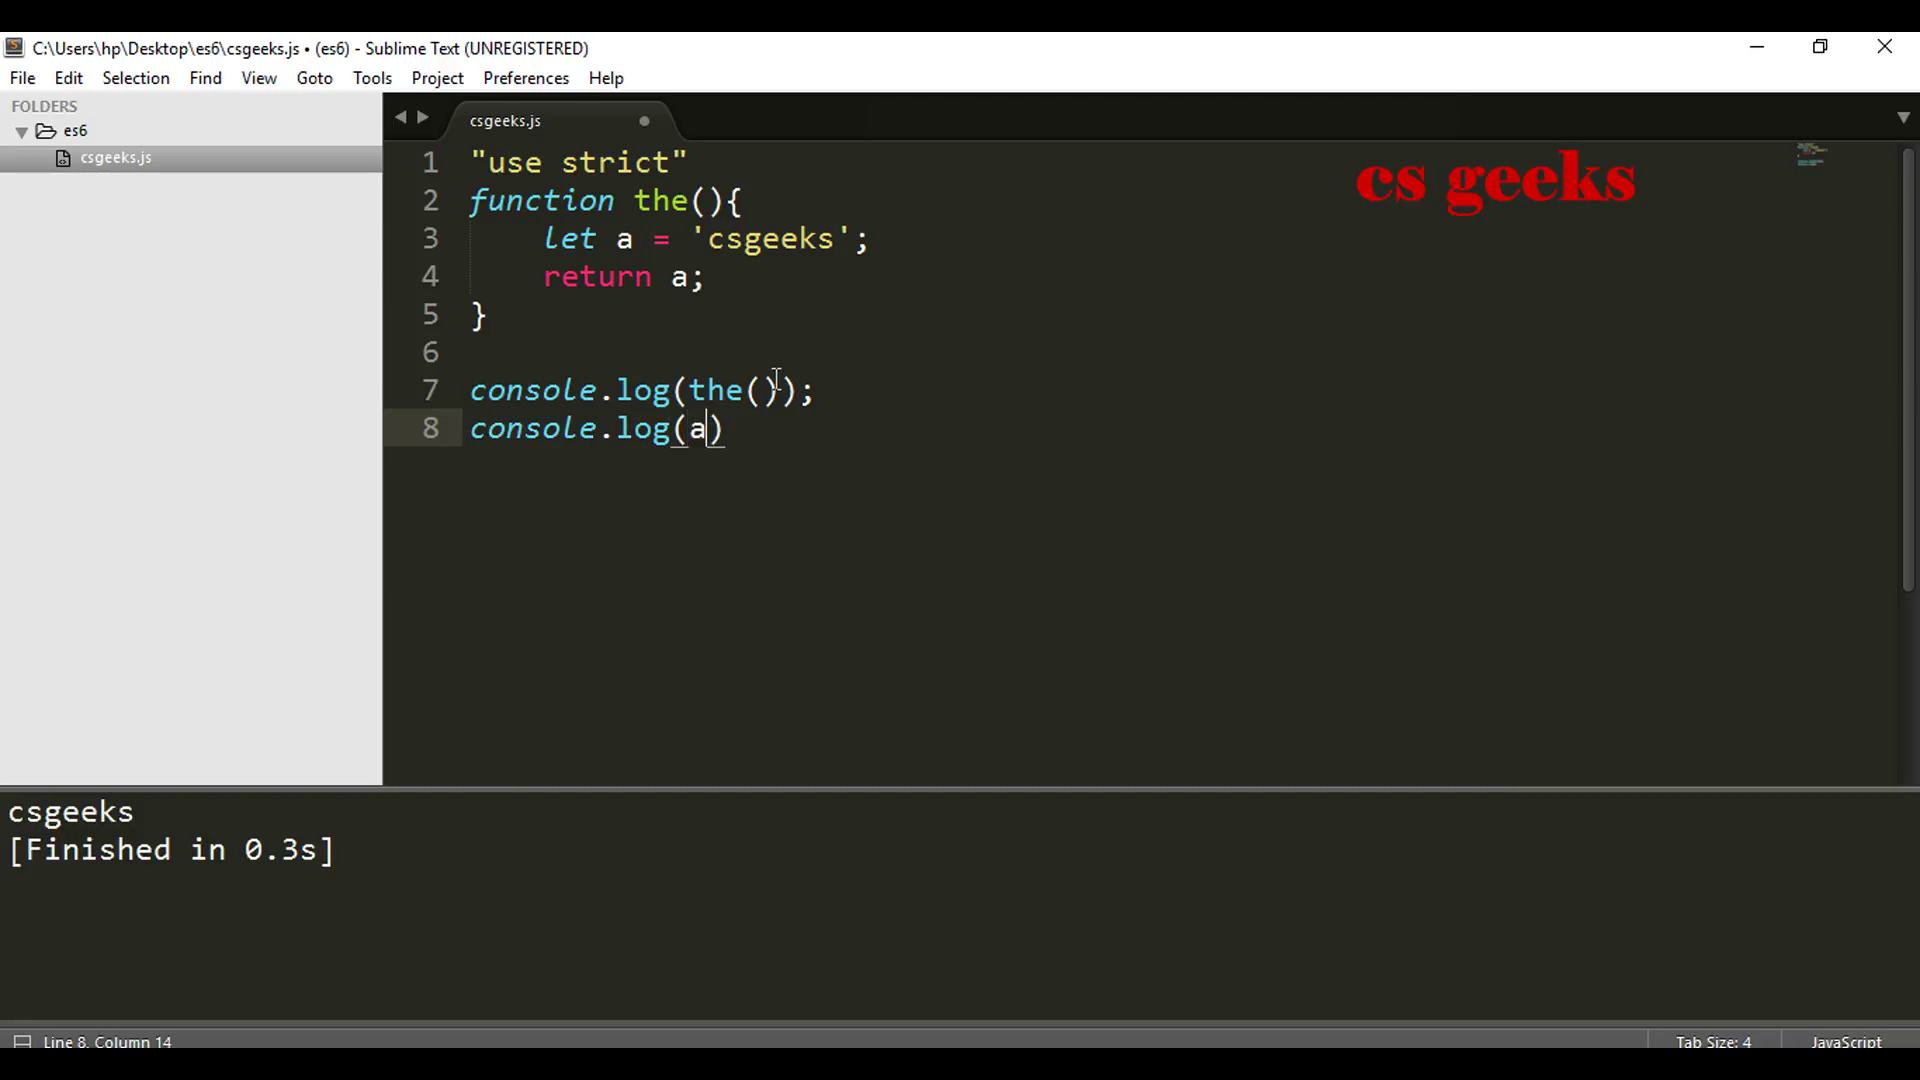 C:\Users\hp\Desktop\es6\csgeeks.js • (es6) - Sublime Text (UNREGISTERED)
File Edit Selection Find View Goto Tools Project Preferences Help
FOLDERS
es6
csgeeks.js
csgeeks.js
cs geeks
1 "use strict"
2 function the(){
3     let a = 'csgeeks';
4     return a;
5 }
6
7 console.log(the());
8 console.log(a)
csgeeks
[Finished in 0.3s]
Line 8, Column 14 Tab Size: 4 JavaScript